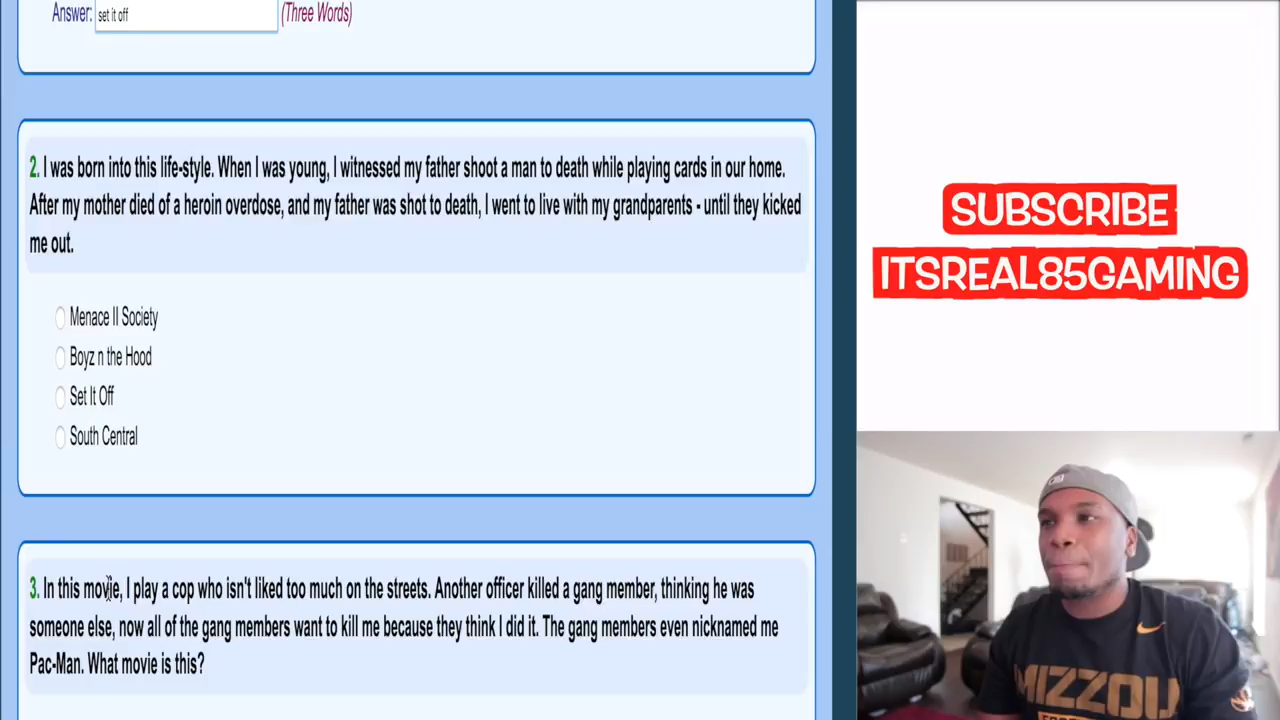 Answer: set it off (Three Words)
2. I was born into this life-style. When I was young, I witnessed my father shoot a man to death while playing cards in our home.
After my mother died of a heroin overdose, and my father was shot to death, I went to live with my grandparents - until they kicked
me out.
Menace II Society
Boyz n the Hood
Set It Off
South Central
3. In this movie, I play a cop who isn't liked too much on the streets. Another officer killed a gang member, thinking he was
someone else, now all of the gang members want to kill me because they think I did it. The gang members even nicknamed me
Pac-Man. What movie is this?
SUBSCRIBE
ITSREAL85GAMING
MIZZOU